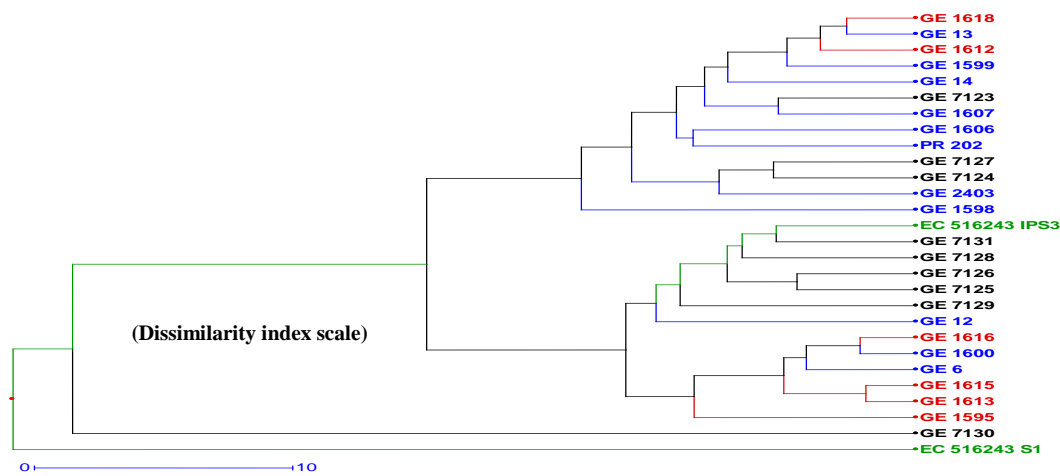 GE 1618
GE 13
GE 1612
GE 1599
GE 14
GE 7123
GE 1607
GE 1606
PR 202
GE 7127
GE 7124
GE 2403
GE 1598
EC 516243 IPS3
GE 7131
GE 7128
GE 7126
GE 7125
GE 7129
GE 12
(Dissimilarity index scale)
GE 1616
GE 1600
GE 6
GE 1615
GE 1613
GE 1595
GE 7130
EC 516243 S1
0 10